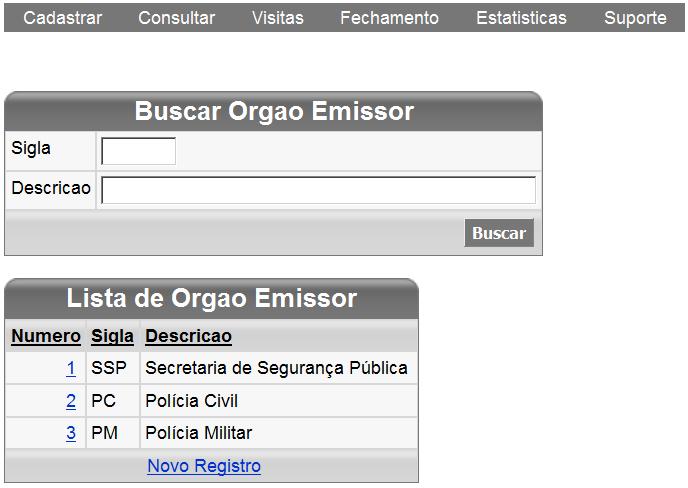 Cadastrar Consultar Visitas Fechamento Estatisticas Suporte
Buscar Orgao Emissor
Sigla
Descricao
Buscar
Lista de Orgao Emissor
Numero Sigla Descricao
1 SSP Secretaria de Segurança Pública
2 PC Polícia Civil
3 PM Polícia Militar
Novo Registro